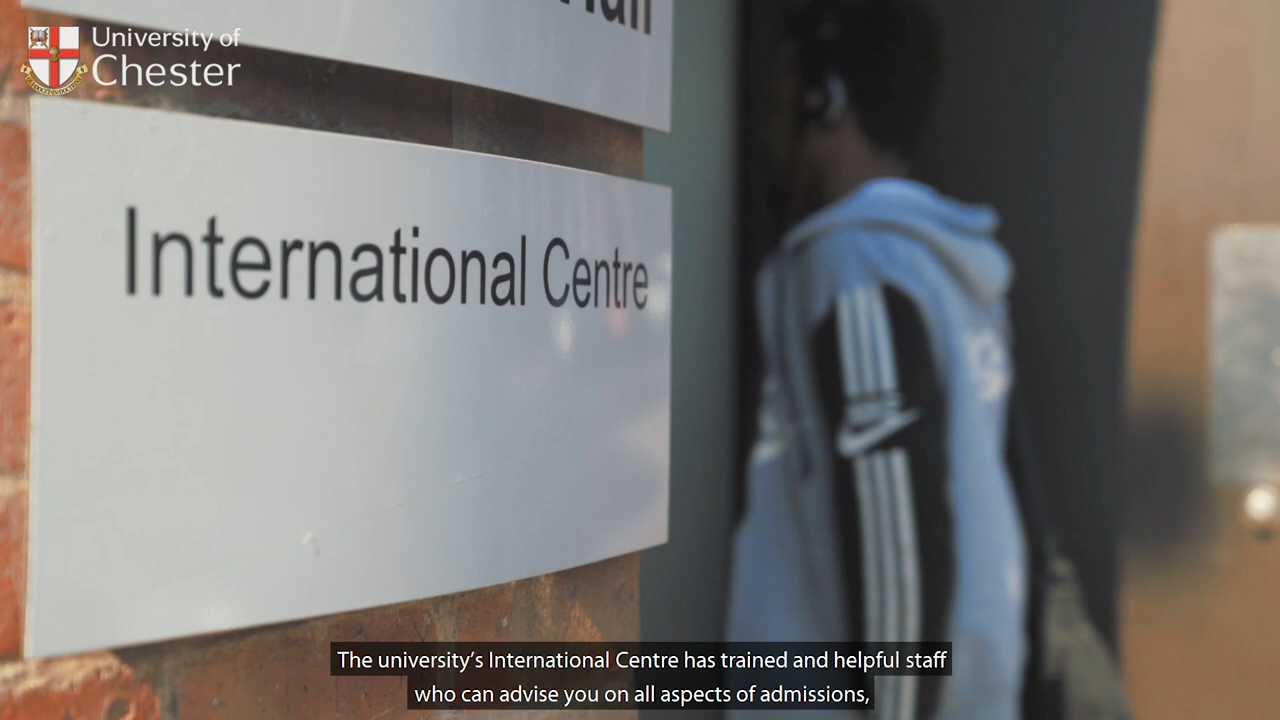 University of
Chester
Hall
International Centre
The university's International Centre has trained and helpful staff
who can advise you on all aspects of admissions,